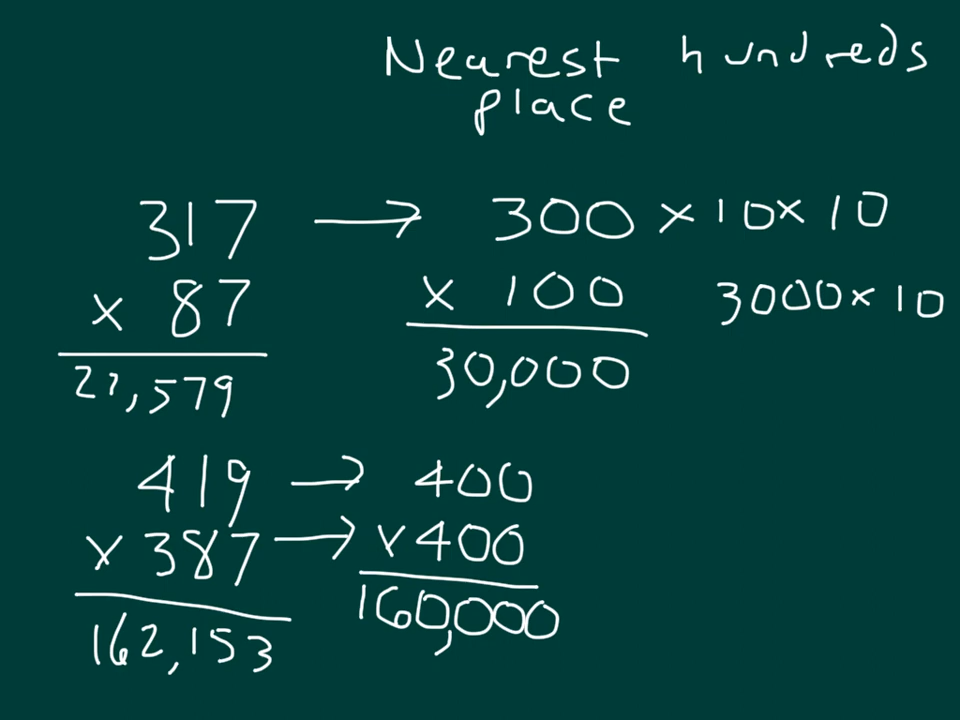 Nearest hundreds
place
317 → 300 × 10 × 10
× 87 × 100 3000 × 10
27,579 30,000
419 → 400
× 387 → × 400
162,153 160,000